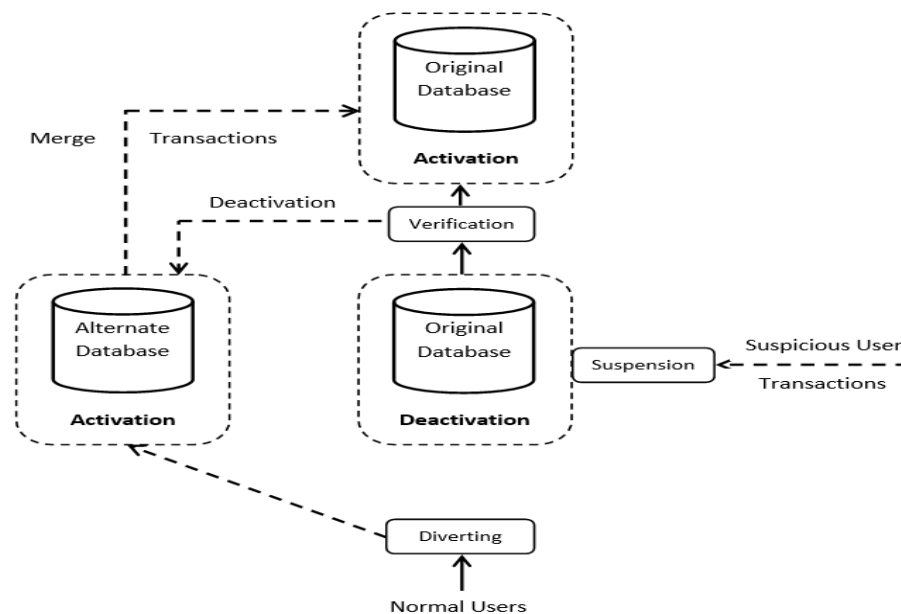 Original
Database
Activation
Merge Transactions
Deactivation
Verification
Alternate
Database
Activation
Original
Database
Deactivation
Suspension
Suspicious User
Transactions
Diverting
Normal Users